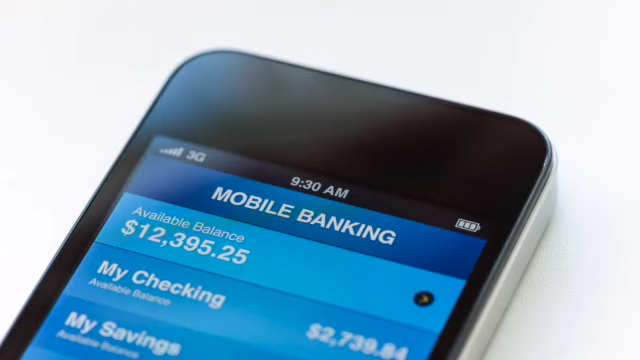 3G
9:30 AM
MOBILE BANKING
Available Balance
$12,395.25
My Checking
Available Balance
$2,739.84
My Savings
Available Balance